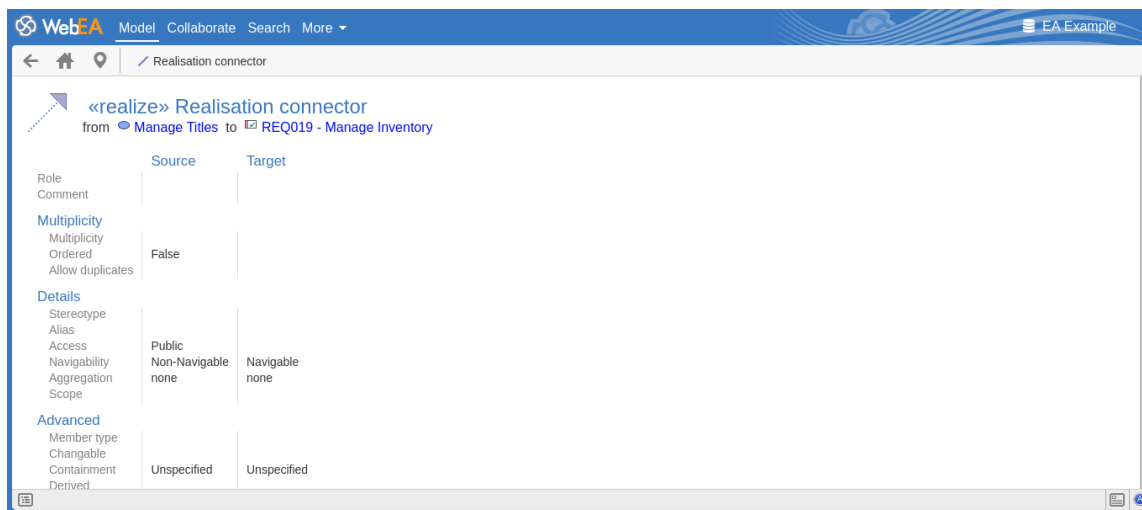 WebEA Model Collaborate Search More EA Example
Realisation connector
«realize» Realisation connector
from Manage Titles to REQ019 - Manage Inventory
Source Target
Role
Comment
Multiplicity
Multiplicity
Ordered False
Allow duplicates
Details
Stereotype
Alias
Access Public
Navigability Non-Navigable Navigable
Aggregation none none
Scope
Advanced
Member type
Changable
Containment Unspecified Unspecified
Derived